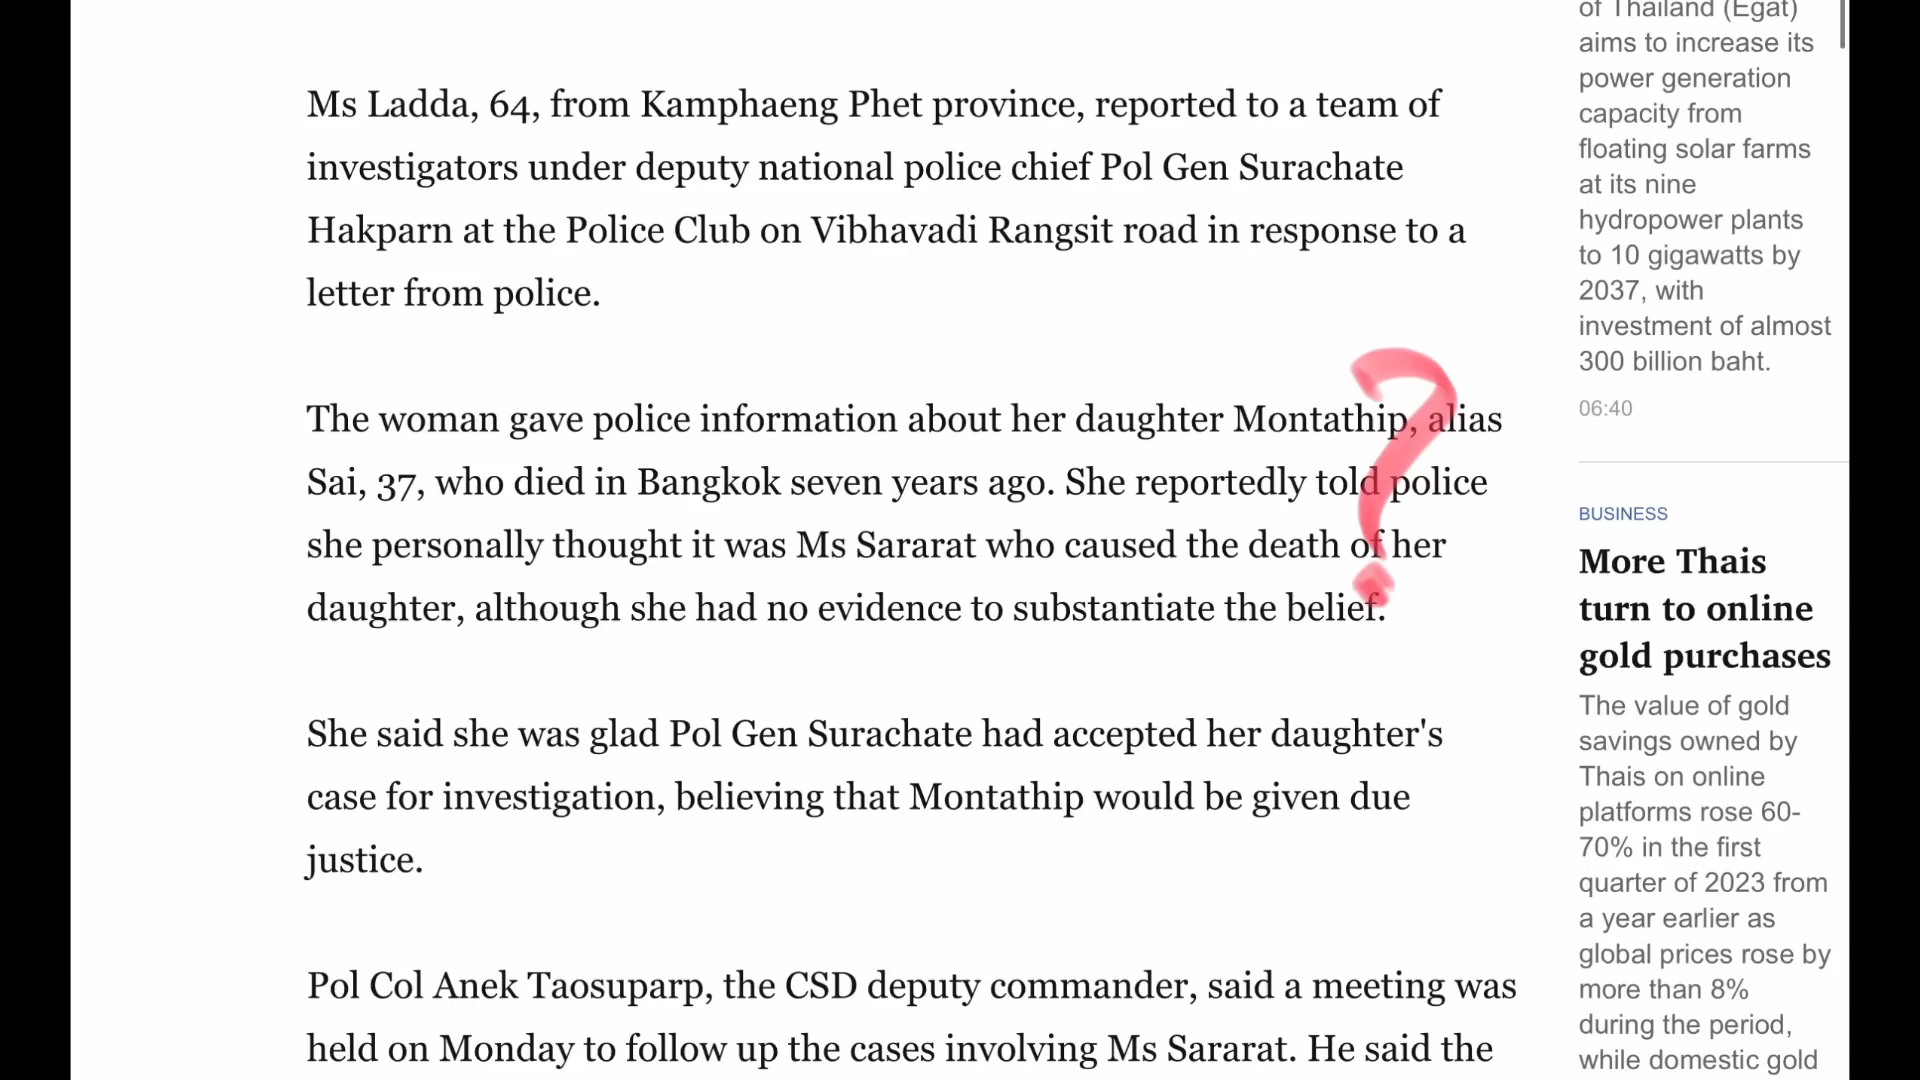 Ms Ladda, 64, from Kamphaeng Phet province, reported to a team of
investigators under deputy national police chief Pol Gen Surachate
Hakparn at the Police Club on Vibhavadi Rangsit road in response to a
letter from police.
The woman gave police information about her daughter Montathip, alias
Sai, 37, who died in Bangkok seven years ago. She reportedly told police
she personally thought it was Ms Sararat who caused the death of her
daughter, although she had no evidence to substantiate the belief.
?
She said she was glad Pol Gen Surachate had accepted her daughter's
case for investigation, believing that Montathip would be given due
justice.
Pol Col Anek Taosuparp, the CSD deputy commander, said a meeting was
held on Monday to follow up the cases involving Ms Sararat. He said the
of Thailand (Egat)
aims to increase its
power generation
capacity from
floating solar farms
at its nine
hydropower plants
to 10 gigawatts by
2037, with
investment of almost
300 billion baht.
06:40
BUSINESS
More Thais
turn to online
gold purchases
The value of gold
savings owned by
Thais on online
platforms rose 60-
70% in the first
quarter of 2023 from
a year earlier as
global prices rose by
more than 8%
during the period,
while domestic gold